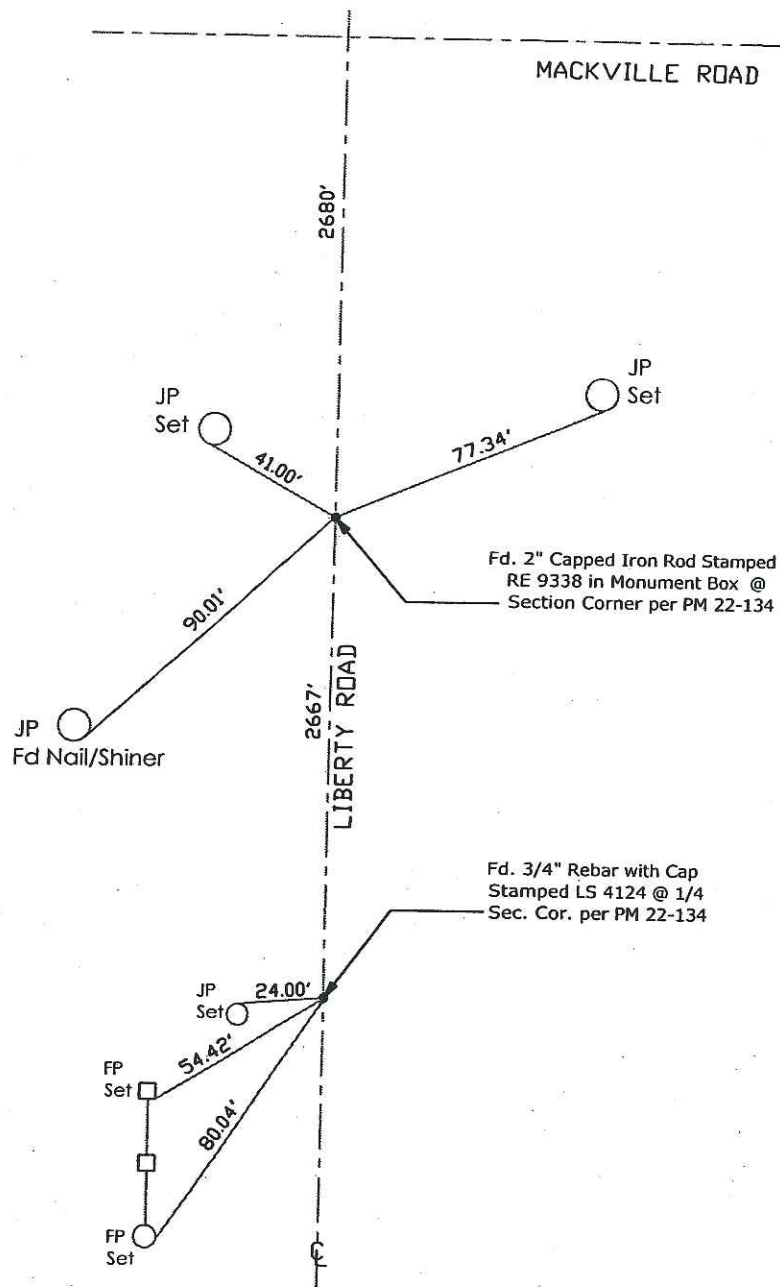 MACKVILLE ROAD
2680'
JP
Set
JP
Set
41.00'
77.34'
Fd. 2" Capped Iron Rod Stamped
RE 9338 in Monument Box @
Section Corner per PM 22-134
90.01'
2667'
LIBERTY ROAD
JP
Fd Nail/Shiner
Fd. 3/4" Rebar with Cap
Stamped LS 4124 @ 1/4
Sec. Cor. per PM 22-134
JP
Set
24.00'
54.42'
FP
Set
80.04'
FP
Set
℄